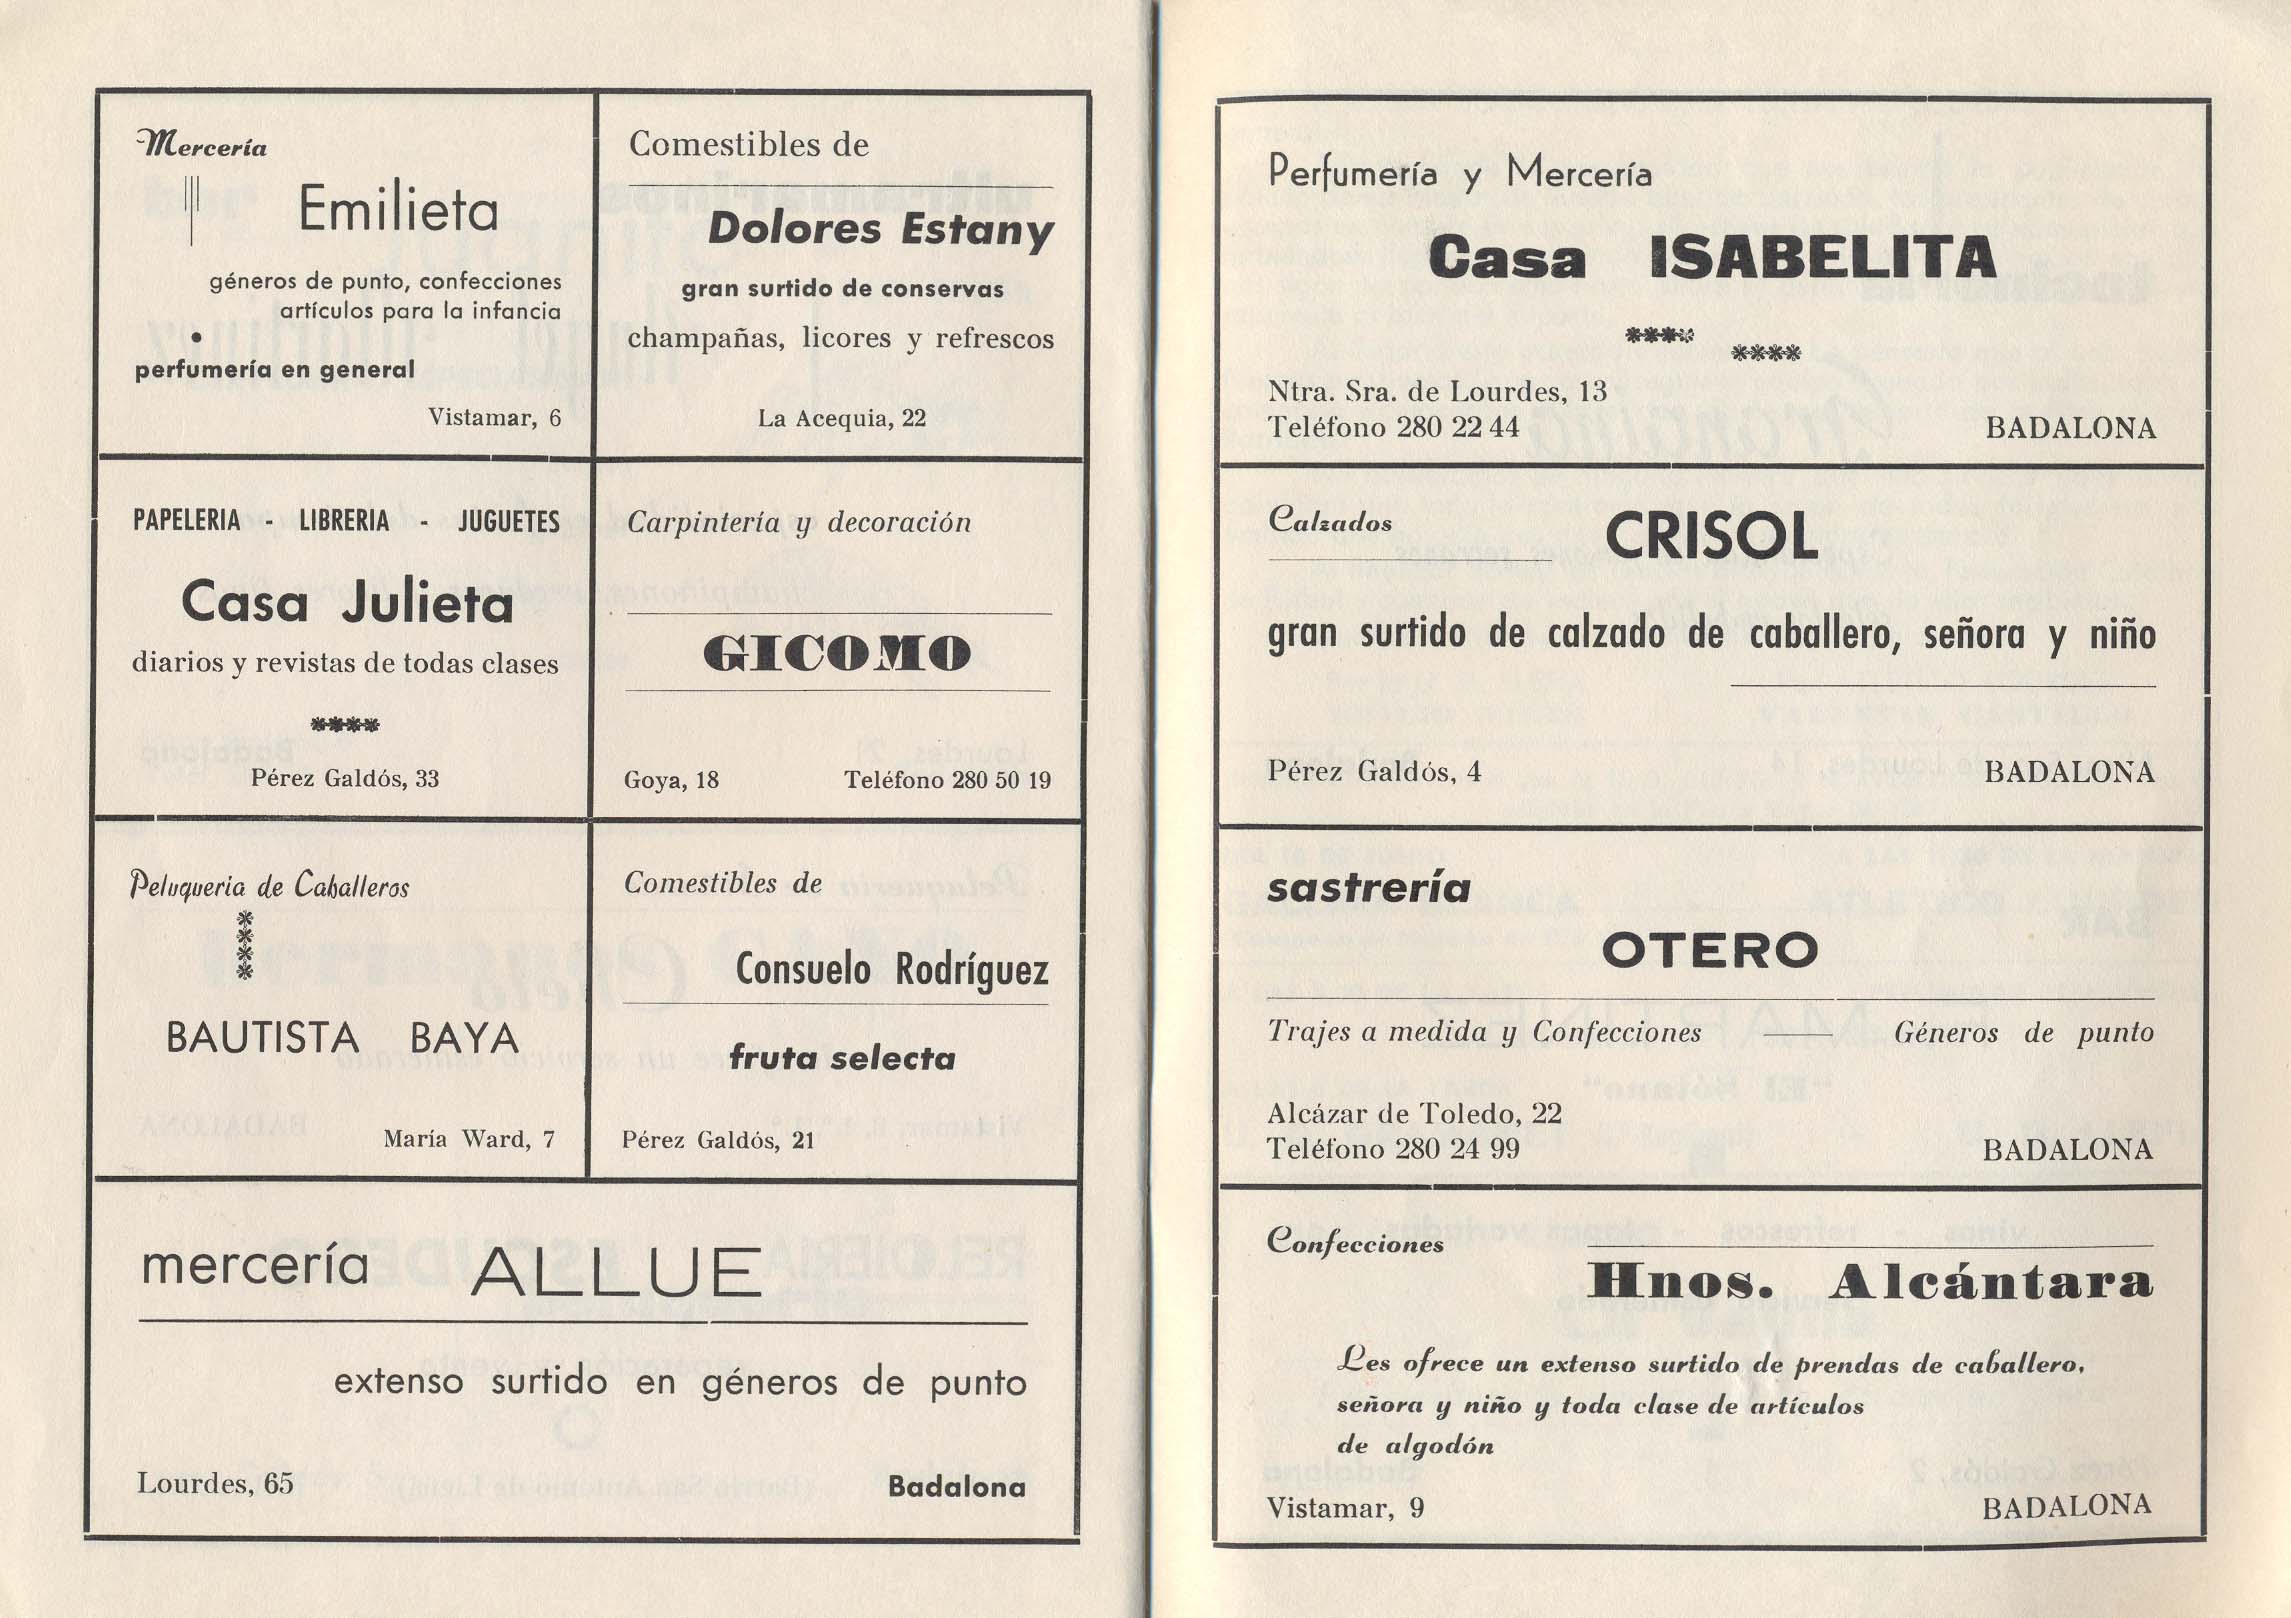 Mercería
Emilieta
géneros de punto, confecciones
artículos para la infancia
perfumería en general
Vistamar, 6
Comestibles de
Dolores Estany
gran surtido de conservas
champañas, licores y refrescos
La Acequia, 22
PAPELERIA - LIBRERIA - JUGUETES
Casa Julieta
diarios y revistas de todas clases
Pérez Galdós, 33
Carpintería y decoración
GICOMO
Goya, 18 Teléfono 280 50 19
Peluqueria de Caballeros
BAUTISTA BAYA
María Ward, 7
Comestibles de
Consuelo Rodríguez
fruta selecta
Pérez Galdós, 21
mercería ALLUE
extenso surtido en géneros de punto
Lourdes, 65 Badalona
Perfumería y Mercería
Casa ISABELITA
Ntra. Sra. de Lourdes, 13
Teléfono 280 22 44 BADALONA
Calzados CRISOL
gran surtido de calzado de caballero, señora y niño
Pérez Galdós, 4 BADALONA
sastrería
OTERO
Trajes a medida y Confecciones — Géneros de punto
Alcázar de Toledo, 22
Teléfono 280 24 99 BADALONA
Confecciones
Hnos. Alcántara
Les ofrece un extenso surtido de prendas de caballero,
señora y niño y toda clase de artículos
de algodón
Vistamar, 9 BADALONA